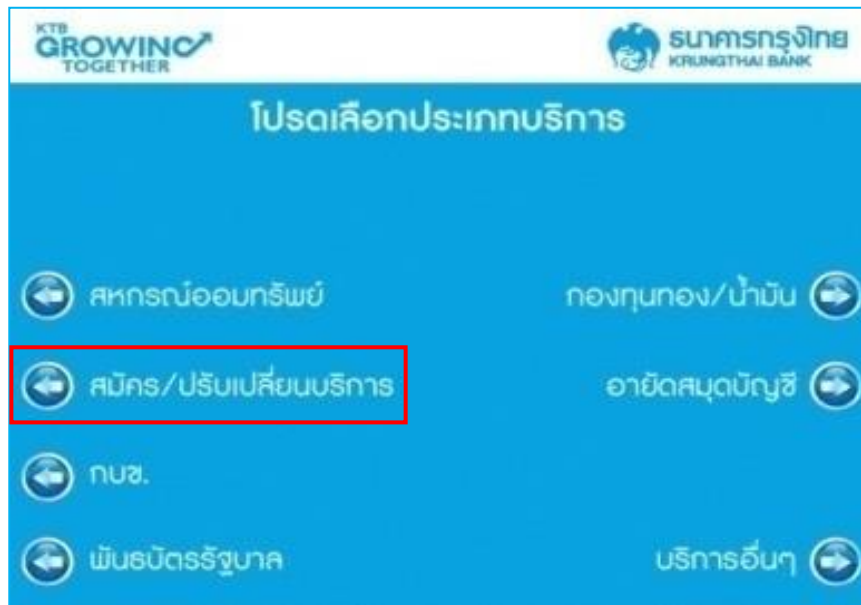 KTB
GROWING
TOGETHER
ธนาคารกรุงไทย
KRUNGTHAI BANK
โปรดเลือกประเภทบริการ
สหกรณ์ออมทรัพย์
กองทุนทอง/น้ำมัน
สมัคร/ปรับเปลี่ยนบริการ
อายัดสมุดบัญชี
กบข.
พันธบัตรรัฐบาล
บริการอื่นๆ